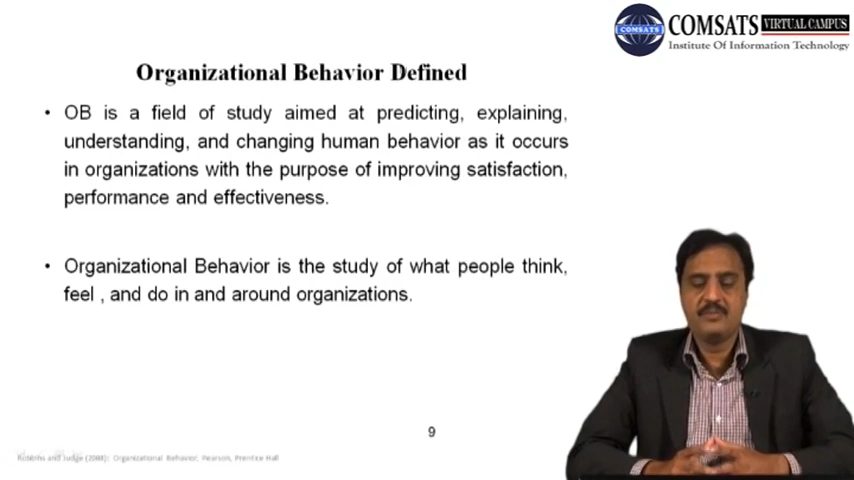 COMSATS VIRTUAL CAMPUS
COMSATS
Institute Of Information Technology
Organizational Behavior Defined
• OB is a field of study aimed at predicting, explaining,
understanding, and changing human behavior as it occurs
in organizations with the purpose of improving satisfaction,
performance and effectiveness.
• Organizational Behavior is the study of what people think,
feel , and do in and around organizations.
9
Robbins and Judge (2008): Organizational Behavior, Pearson, Prentice Hall